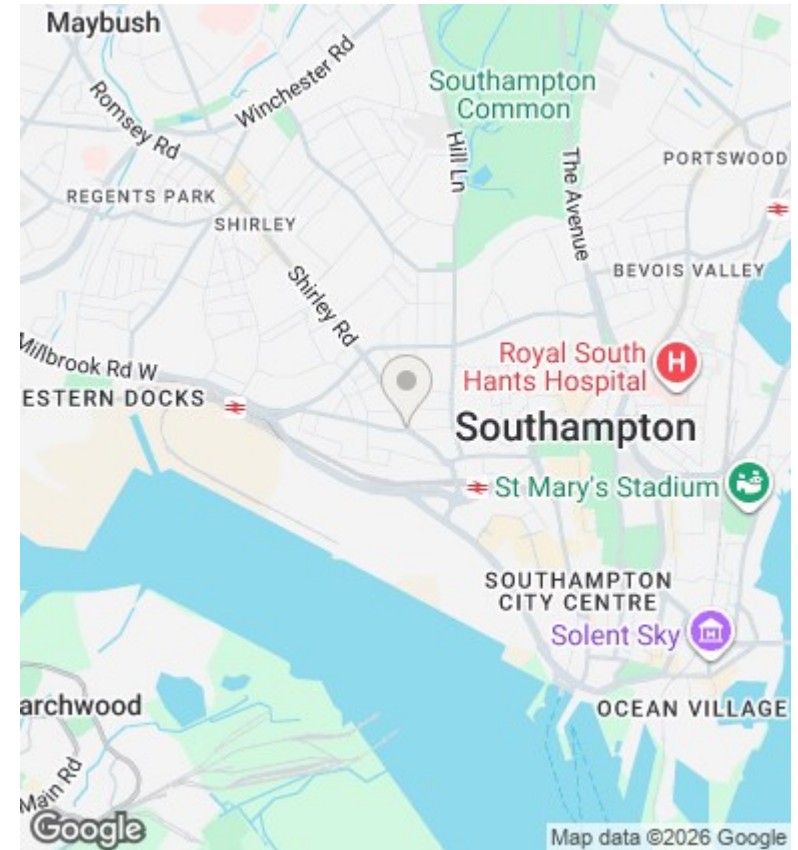 Maybush
Winchester Rd
Romsey Rd
Southampton
Common
Hill Ln
The Avenue
PORTSWOOD
REGENTS PARK
SHIRLEY
BEVOIS VALLEY
Shirley Rd
Millbrook Rd W
Royal South
Hants Hospital
H
ESTERN DOCKS
Southampton
St Mary's Stadium
SOUTHAMPTON
CITY CENTRE
Solent Sky
archwood
OCEAN VILLAGE
Main Rd
Google
Map data ©2026 Google